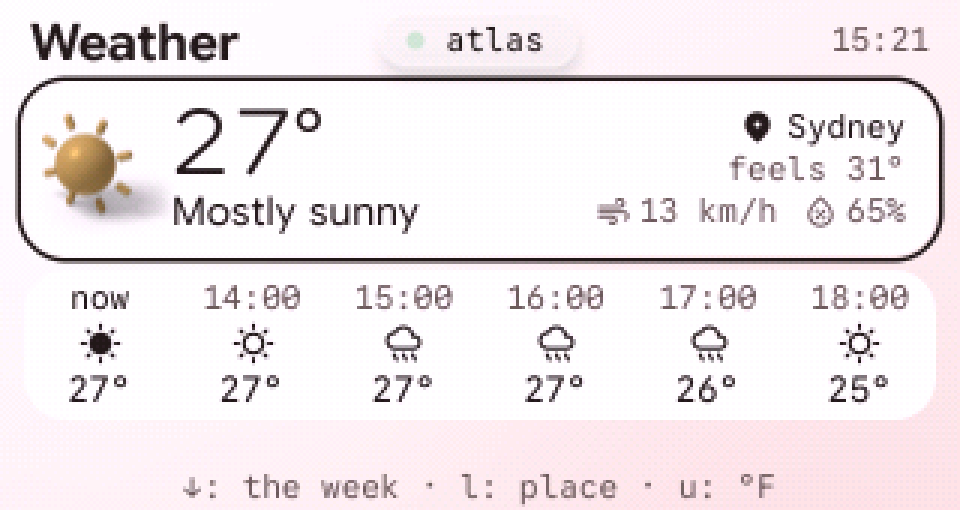 Weather
atlas
15:21
27°
Mostly sunny
Sydney
feels 31°
13 km/h 65%
now 14:00 15:00 16:00 17:00 18:00
27° 27° 27° 27° 26° 25°
↓: the week · l: place · u: °F